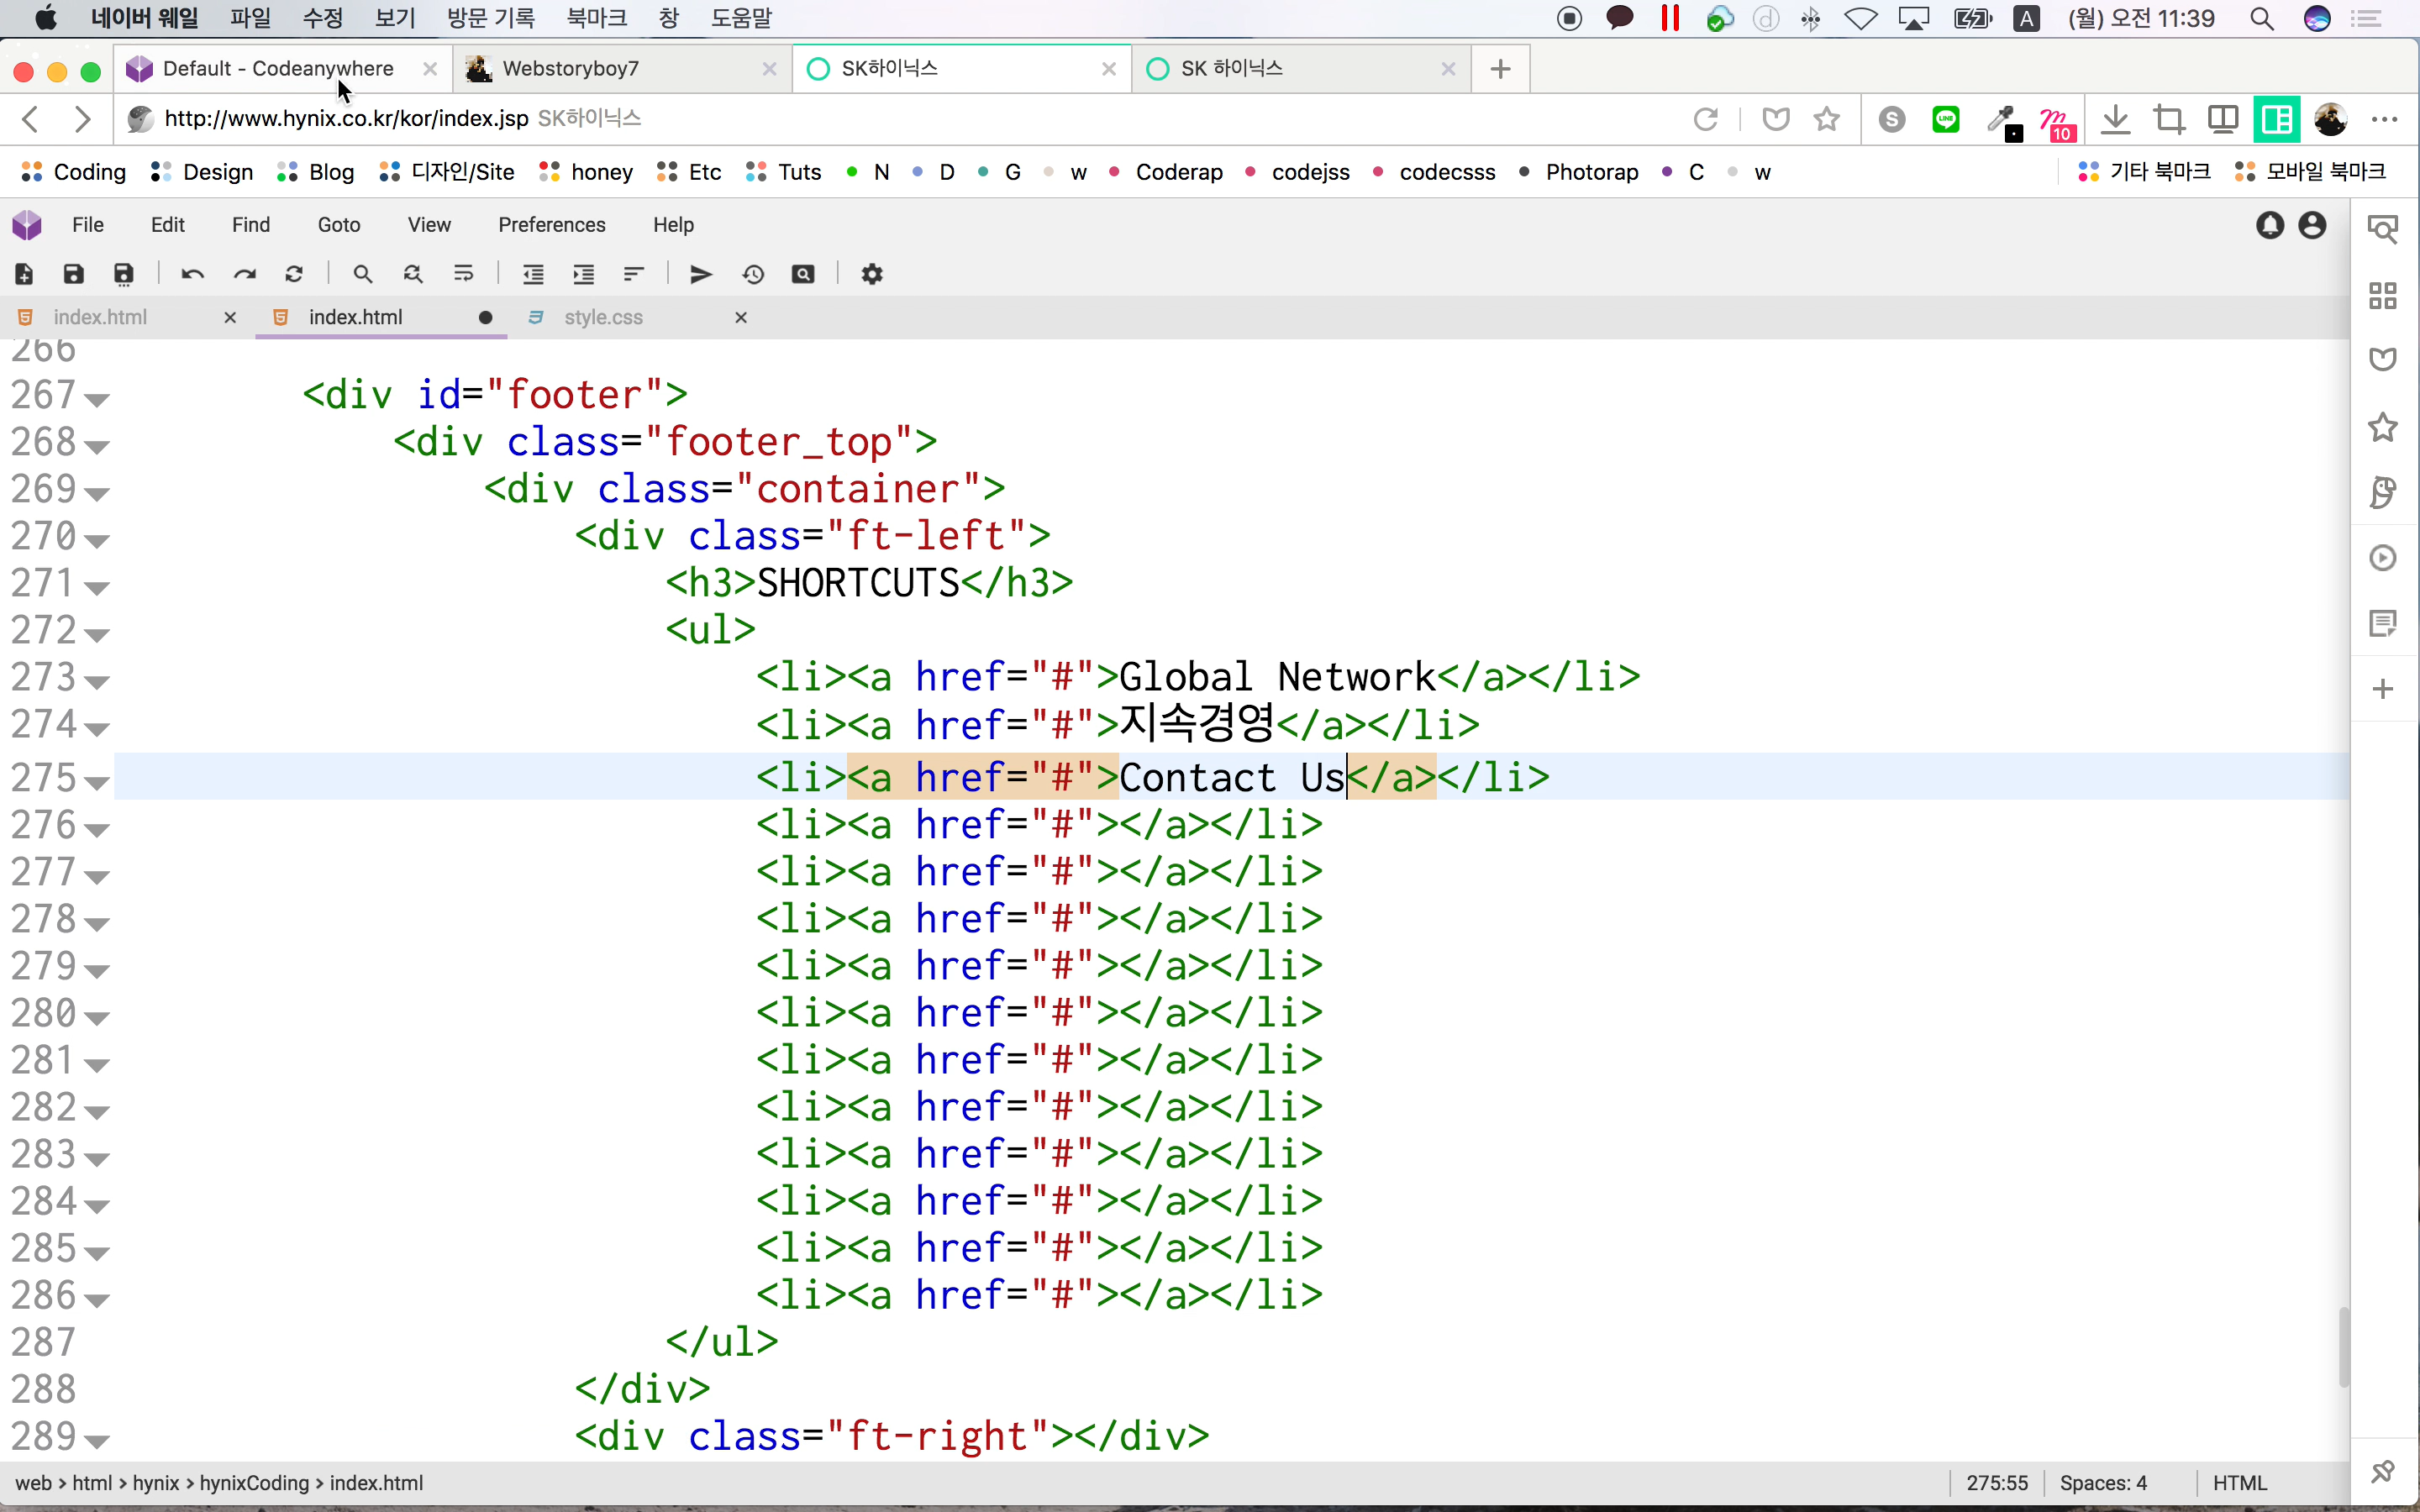 네이버 웨일 파일 수정 보기 방문 기록 북마크 창 도움말 d A (월) 오전 11:39
Default - Codeanywhere Webstoryboy7 SK하이닉스 SK 하이닉스
http://www.hynix.co.kr/kor/index.jsp SK하이닉스 S LINE m 10
Coding Design Blog 디자인/Site honey Etc Tuts N D G w Coderap codejss codecsss Photorap C w 기타 북마크 모바일 북마크
File Edit Find Goto View Preferences Help
index.html index.html style.css
266
267 <div id="footer">
268 <div class="footer_top">
269 <div class="container">
270 <div class="ft-left">
271 <h3>SHORTCUTS</h3>
272 <ul>
273 <li><a href="#">Global Network</a></li>
274 <li><a href="#">지속경영</a></li>
275 <li><a href="#">Contact Us</a></li>
276 <li><a href="#"></a></li>
277 <li><a href="#"></a></li>
278 <li><a href="#"></a></li>
279 <li><a href="#"></a></li>
280 <li><a href="#"></a></li>
281 <li><a href="#"></a></li>
282 <li><a href="#"></a></li>
283 <li><a href="#"></a></li>
284 <li><a href="#"></a></li>
285 <li><a href="#"></a></li>
286 <li><a href="#"></a></li>
287 </ul>
288 </div>
289 <div class="ft-right"></div>
web > html > hynix > hynixCoding > index.html 275:55 Spaces: 4 HTML